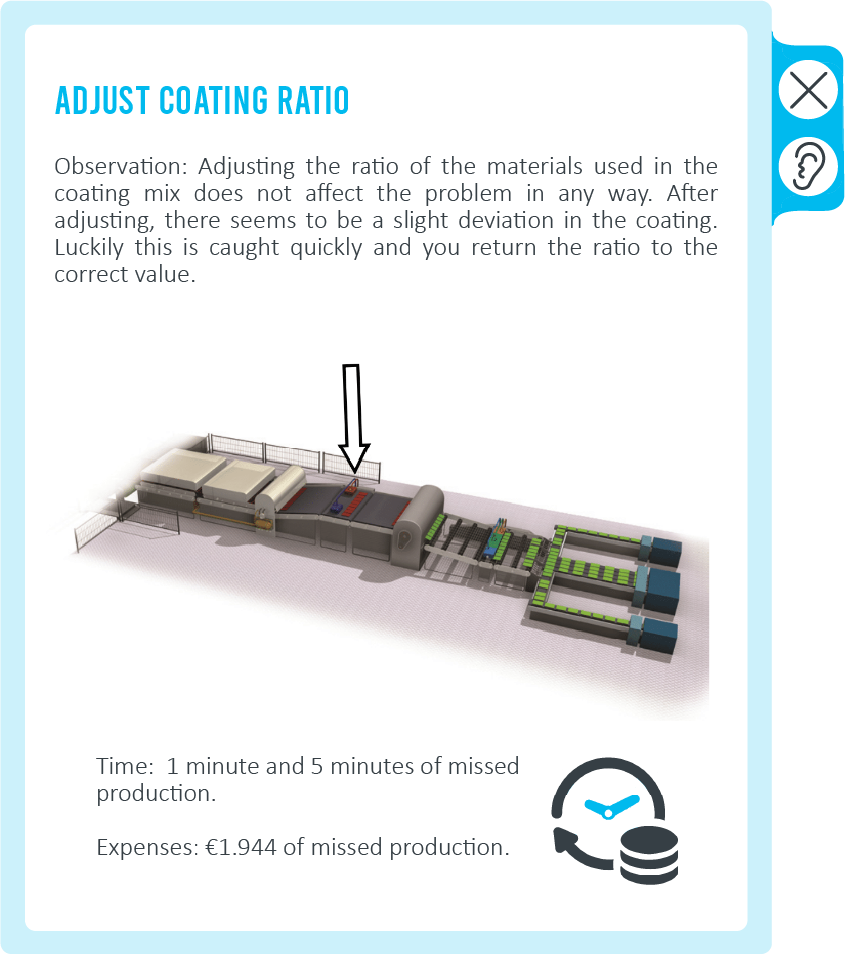 ADJUST COATING RATIO
Observation: Adjusting the ratio of the materials used in the
coating mix does not affect the problem in any way. After
adjusting, there seems to be a slight deviation in the coating.
Luckily this is caught quickly and you return the ratio to the
correct value.
Time:  1 minute and 5 minutes of missed
production.
Expenses: €1.944 of missed production.